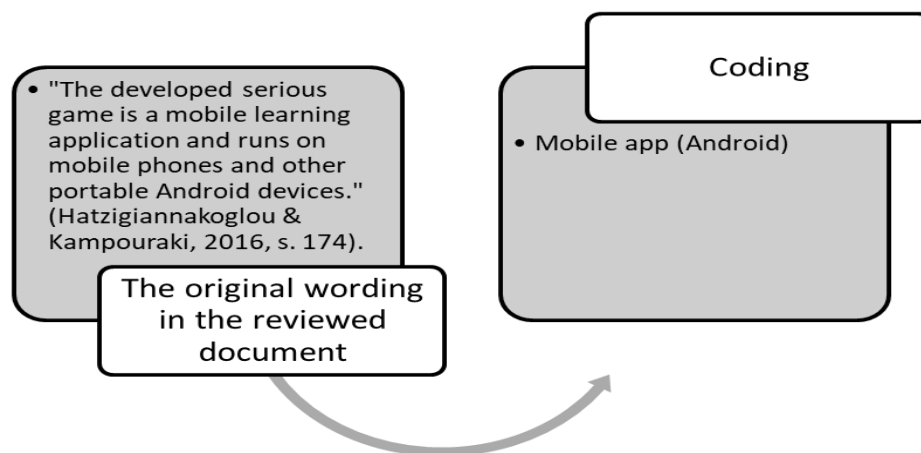 • "The developed serious
game is a mobile learning
application and runs on
mobile phones and other
portable Android devices."
(Hatzigiannakoglou &
Kampouraki, 2016, s. 174).
The original wording
in the reviewed
document
Coding
• Mobile app (Android)